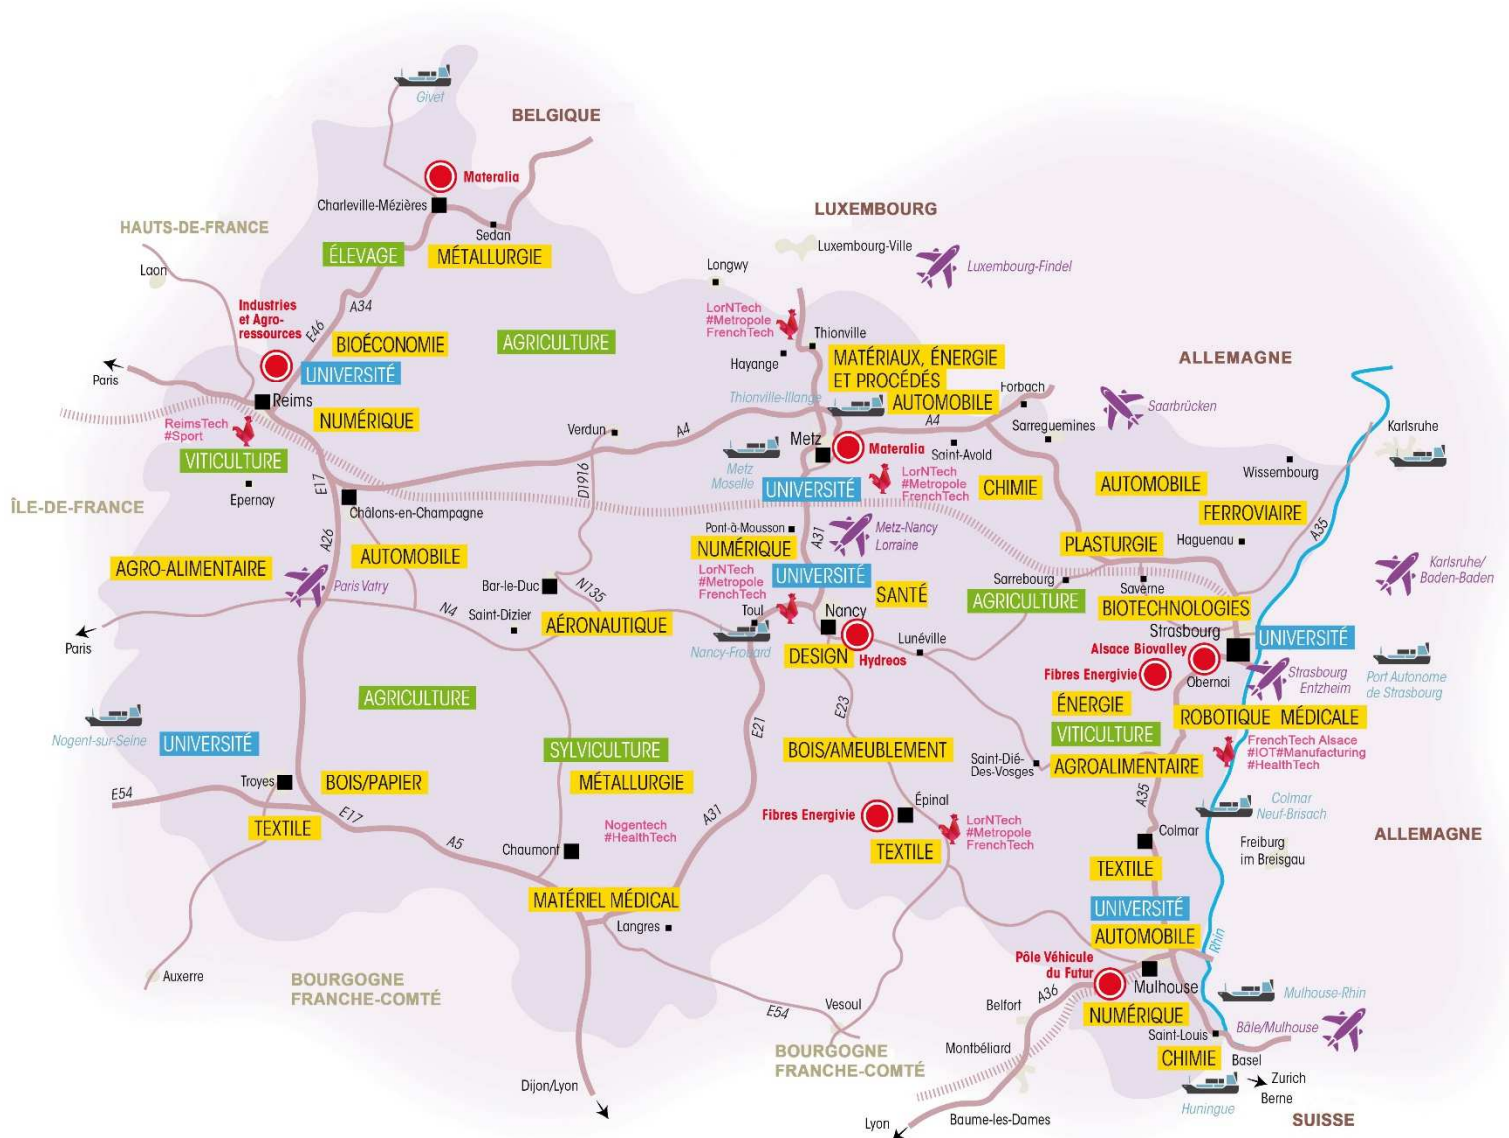 Givet
BELGIQUE
Materalia
Charleville-Mézières
Sedan
HAUTS-DE-FRANCE
LUXEMBOURG
ÉLEVAGE
MÉTALLURGIE
Luxembourg-Ville
Laon
Longwy
Luxembourg-Findel
Industries
et Agro-
ressources
A34
E46
LorNTech
#Metropole
FrenchTech
Thionville
BIOÉCONOMIE
AGRICULTURE
Hayange
MATÉRIAUX, ÉNERGIE
ET PROCÉDÉS
ALLEMAGNE
Paris
UNIVERSITÉ
Reims
NUMÉRIQUE
Thionville-Illange
AUTOMOBILE
Forbach
Saarbrücken
ReimsTech
#Sport
Verdun
A4
A4
Sarreguemines
Karlsruhe
VITICULTURE
Metz
Materalia
Saint-Avold
Metz
Moselle
Wissembourg
Epernay
E17
D1916
UNIVERSITÉ
LorNTech
#Metropole
FrenchTech
CHIMIE
AUTOMOBILE
ÎLE-DE-FRANCE
Châlons-en-Champagne
FERROVIAIRE
A26
Pont-à-Mousson
A31
Metz-Nancy
Lorraine
A35
AUTOMOBILE
NUMÉRIQUE
PLASTURGIE
Haguenau
AGRO-ALIMENTAIRE
Paris Vatry
Bar-le-Duc
N135
LorNTech
#Metropole
FrenchTech
UNIVERSITÉ
SANTÉ
Sarrebourg
Saverne
Karlsruhe/
Baden-Baden
AGRICULTURE
BIOTECHNOLOGIES
N4
Saint-Dizier
AÉRONAUTIQUE
Toul
Nancy
Strasbourg
UNIVERSITÉ
Paris
Nancy-Frouard
DESIGN
Hydreos
Lunéville
Alsace Biovalley
Fibres Energivie
Obernai
Strasbourg
Entzheim
Port Autonome
de Strasbourg
AGRICULTURE
E23
ÉNERGIE
ROBOTIQUE MÉDICALE
Nogent-sur-Seine
UNIVERSITÉ
E21
VITICULTURE
SYLVICULTURE
BOIS/AMEUBLEMENT
Saint-Dié-
Des-Vosges
AGROALIMENTAIRE
FrenchTech Alsace
#IOT#Manufacturing
#HealthTech
Troyes
BOIS/PAPIER
MÉTALLURGIE
E54
E17
A31
A35
Colmar
Neuf-Brisach
Fibres Energivie
Épinal
TEXTILE
Nogentech
#HealthTech
LorNTech
#Metropole
FrenchTech
ALLEMAGNE
A5
Chaumont
TEXTILE
Colmar
Freiburg
im Breisgau
TEXTILE
MATÉRIEL MÉDICAL
UNIVERSITÉ
Langres
AUTOMOBILE
Rhin
Auxerre
BOURGOGNE
FRANCHE-COMTÉ
Pôle Véhicule
du Futur
Mulhouse
A36
Mulhouse-Rhin
E54
Vesoul
Belfort
NUMÉRIQUE
Bâle/Mulhouse
Saint-Louis
Montbéliard
BOURGOGNE
FRANCHE-COMTÉ
CHIMIE
Basel
Dijon/Lyon
Zurich
Berne
Huningue
Lyon
Baume-les-Dames
SUISSE